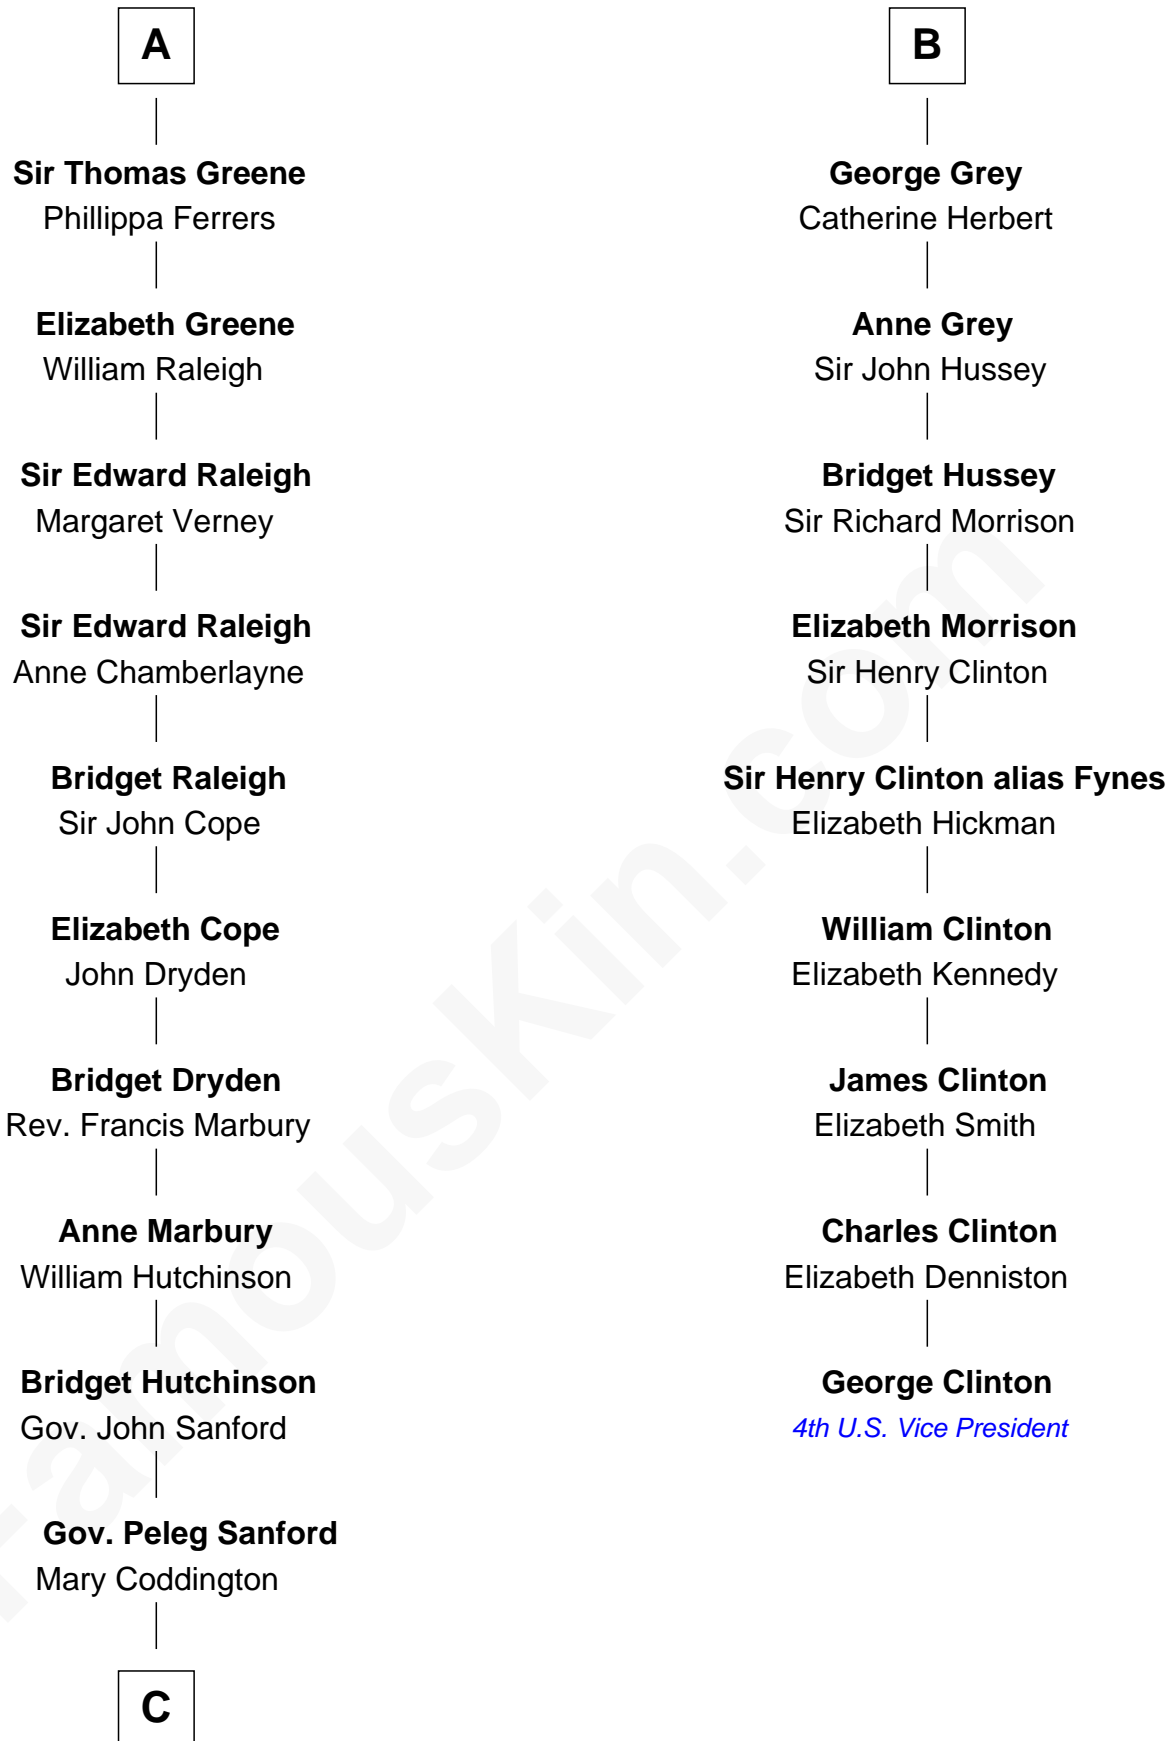 A
Sir Thomas Greene
Phillippa Ferrers
Elizabeth Greene
William Raleigh
Sir Edward Raleigh
Margaret Verney
Sir Edward Raleigh
Anne Chamberlayne
Bridget Raleigh
Sir John Cope
Elizabeth Cope
John Dryden
Bridget Dryden
Rev. Francis Marbury
Anne Marbury
William Hutchinson
Bridget Hutchinson
Gov. John Sanford
Gov. Peleg Sanford
Mary Coddington
C
B
George Grey
Catherine Herbert
Anne Grey
Sir John Hussey
Bridget Hussey
Sir Richard Morrison
Elizabeth Morrison
Sir Henry Clinton
Sir Henry Clinton alias Fynes
Elizabeth Hickman
William Clinton
Elizabeth Kennedy
James Clinton
Elizabeth Smith
Charles Clinton
Elizabeth Denniston
George Clinton
4th U.S. Vice President
FamousKin.com